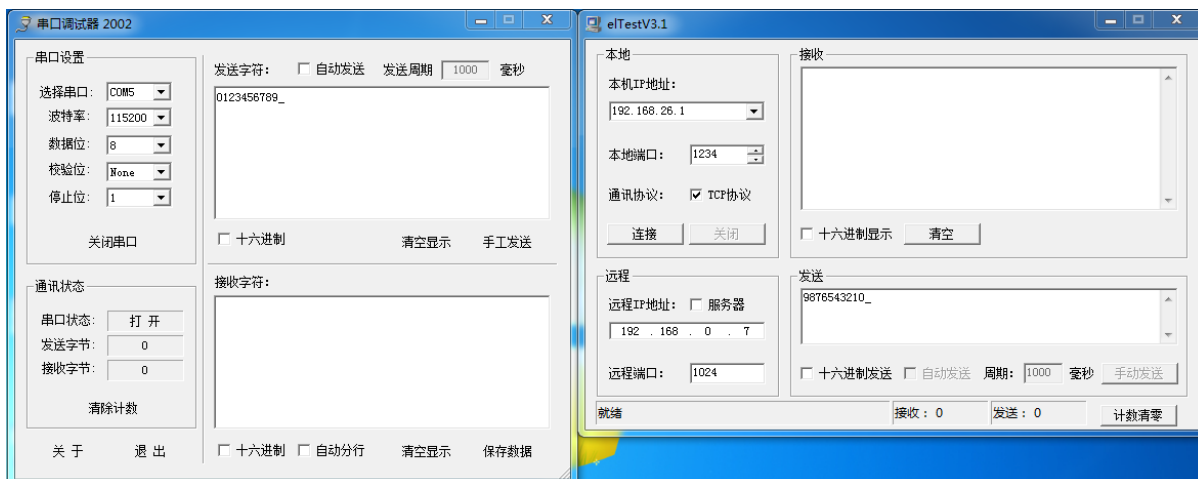 串口调试器 2002
串口设置
选择串口: COM5
波特率: 115200
数据位: 8
校验位: None
停止位: 1
关闭串口
通讯状态
串口状态: 打 开
发送字节: 0
接收字节: 0
清除计数
关 于 退 出
发送字符: 自动发送 发送周期 1000 毫秒
0123456789_
十六进制 清空显示 手工发送
接收字符:
十六进制 自动分行 清空显示 保存数据
elTestV3.1
本地
本机IP地址:
192.168.26.1
本地端口: 1234
通讯协议: TCP协议
连接 关闭
接收
十六进制显示 清空
远程
远程IP地址: 服务器
192 . 168 . 0 . 7
远程端口: 1024
发送
9876543210_
十六进制发送 自动发送 周期: 1000 毫秒 手动发送
就绪 接收: 0 发送: 0 计数清零